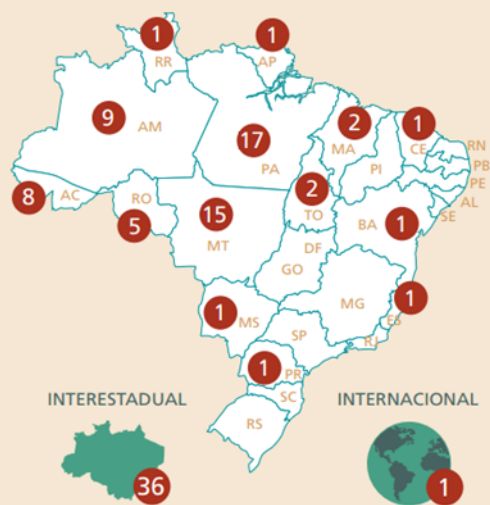 1
RR
1
AP
9
AM
17
PA
2
MA
1
CE
RN
PB
PE
AL
SE
PI
8
AC
RO
5
15
MT
2
TO
BA
1
DF
GO
MG
1
ES
RJ
1
MS
SP
1
PR
SC
RS
INTERESTADUAL
36
INTERNACIONAL
1